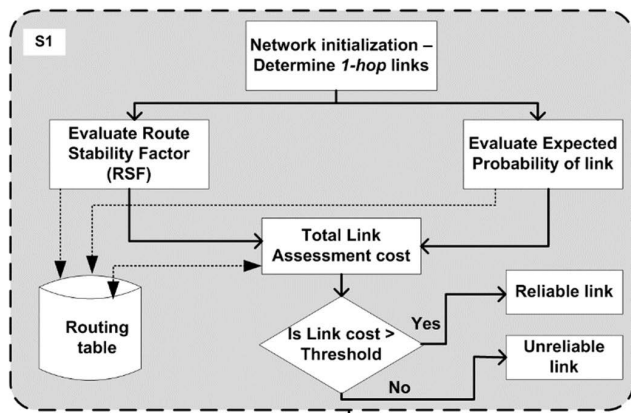 S1
Network initialization –
Determine 1-hop links
Evaluate Route
Stability Factor
(RSF)
Evaluate Expected
Probability of link
Total Link
Assessment cost
Routing
table
Is Link cost >
Threshold
Yes
No
Reliable link
Unreliable
link